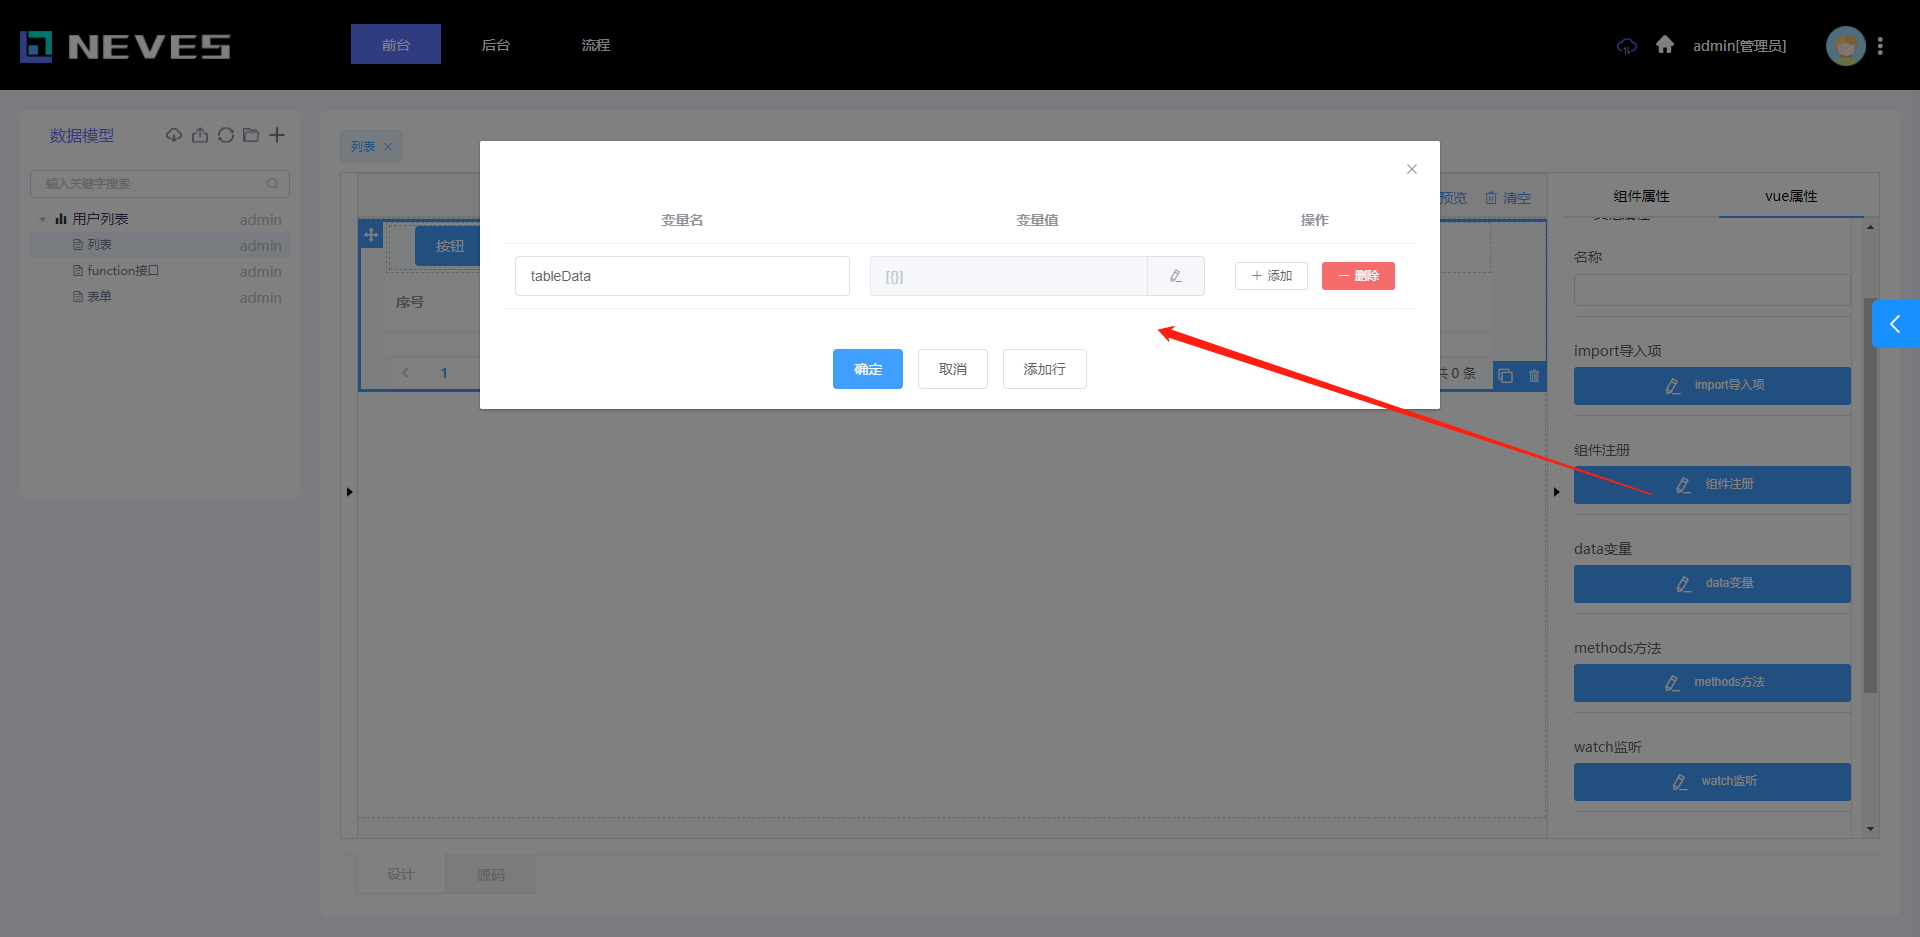 NEVES
前台
后台
流程
admin[管理员]
数据模型
输入关键字搜索
用户列表 admin
列表 admin
function接口 admin
表单 admin
列表
预览
清空
按钮
序号
1
共 0 条
变量名
变量值
操作
tableData
[{}]
添加
删除
确定
取消
添加行
组件属性
vue属性
名称
import导入项
import导入项
组件注册
组件注册
data变量
data变量
methods方法
methods方法
watch监听
watch监听
设计
源码